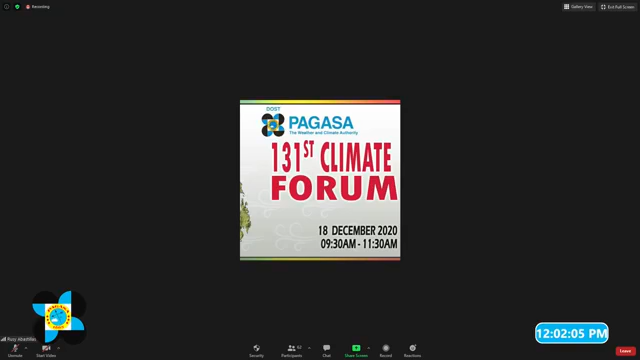 Recording
Gallery View
Exit Full Screen
DOST
PAGASA
The Weather and Climate Authority
131ST CLIMATE
FORUM
18 DECEMBER 2020
09:30AM - 11:30AM
12:02:05 PM
Unmute
Start Video
Security
Participants
62
Chat
Share Screen
Record
Reactions
Leave